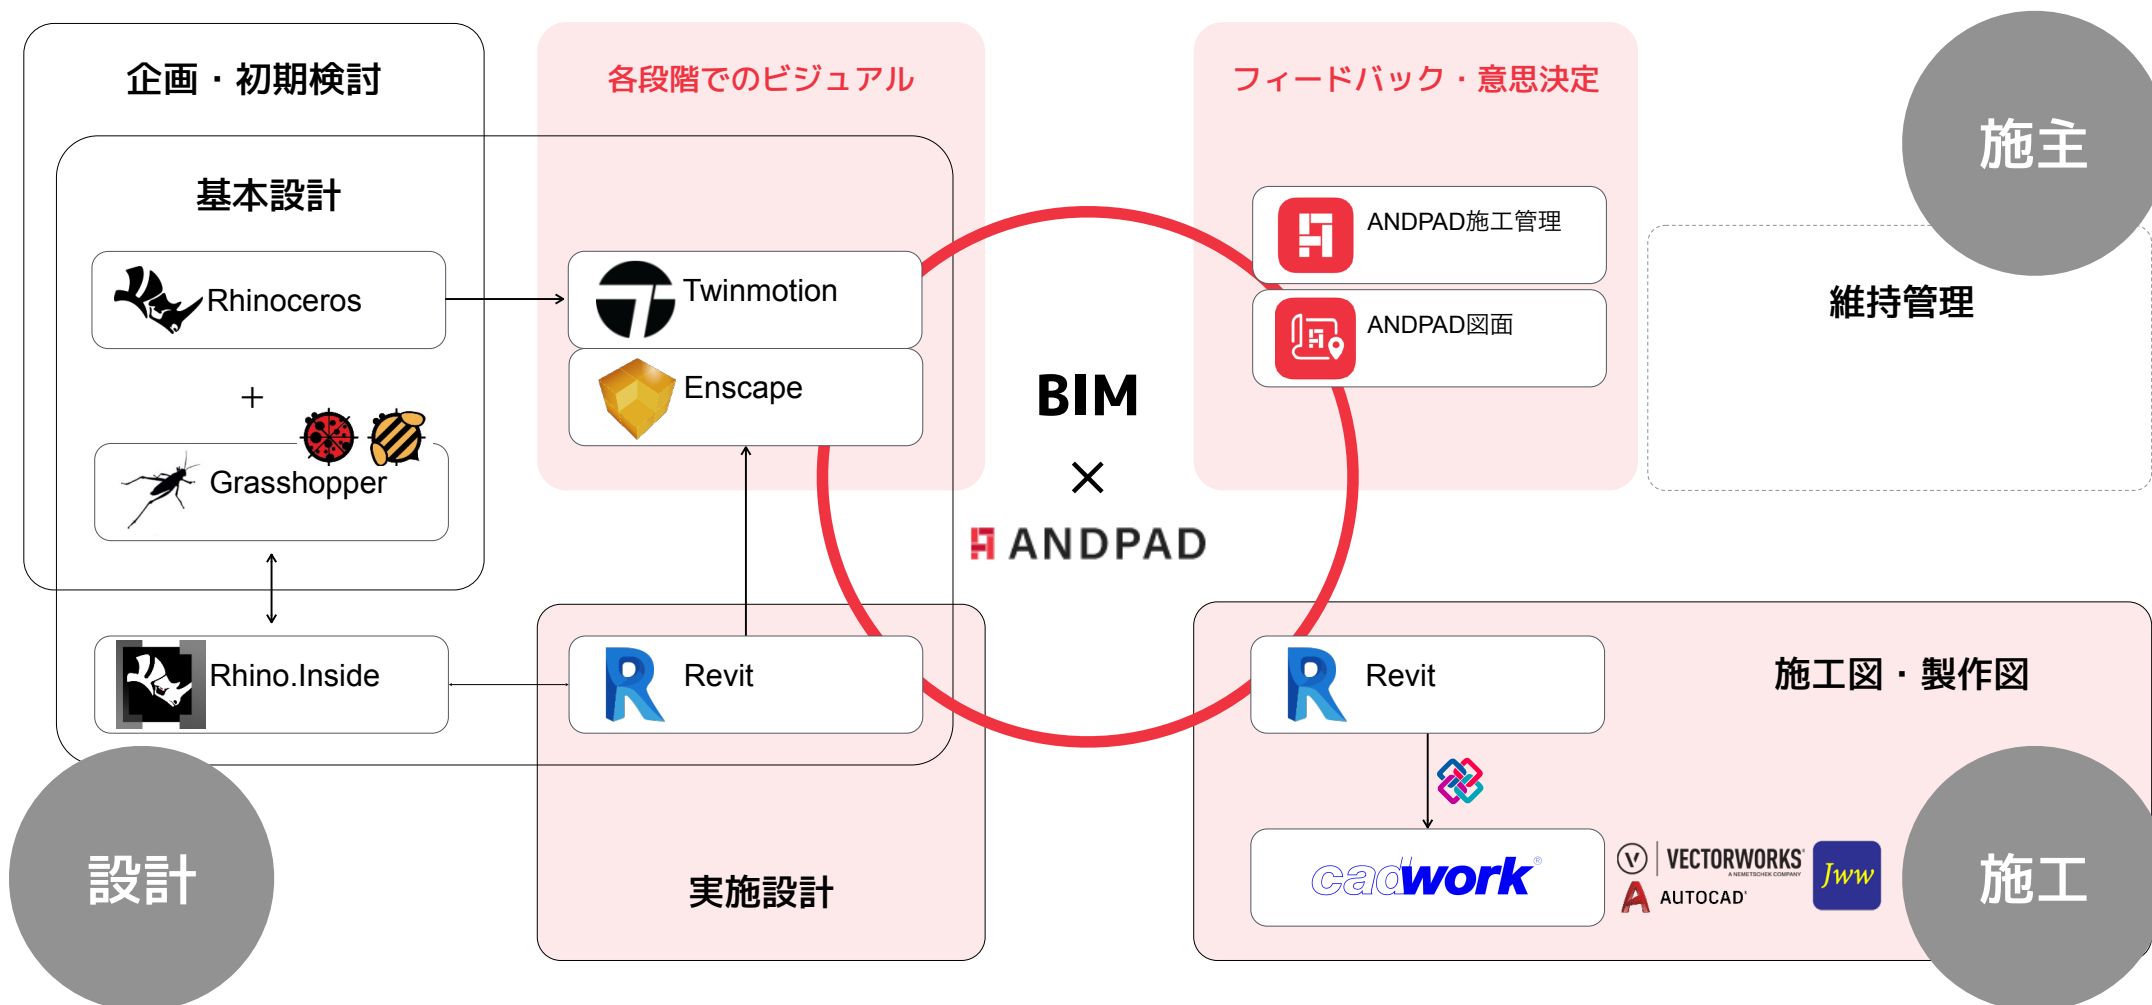 企画・初期検討
各段階でのビジュアル
フィードバック・意思決定
施主
基本設計
Rhinoceros
+
Grasshopper
Rhino.Inside
Twinmotion
Enscape
Revit
実施設計
設計
BIM
×
ANDPAD
ANDPAD施工管理
ANDPAD図面
維持管理
Revit
施工図・製作図
cadwork®
V VECTORWORKS®
A NEMETSCHEK COMPANY
AUTOCAD®
Jww
施工